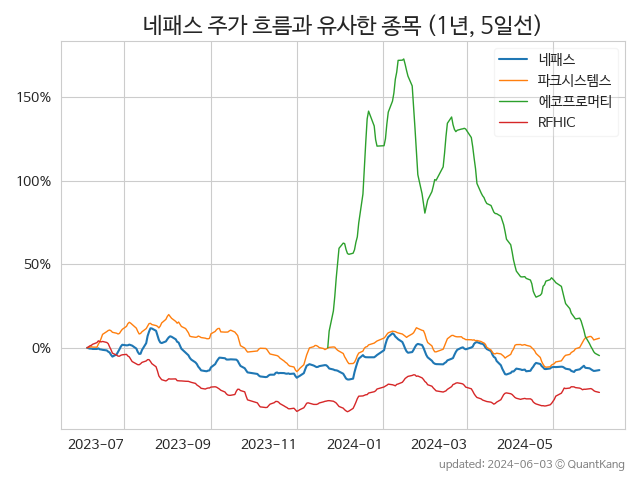 네패스 주가 흐름과 유사한 종목 (1년, 5일선)
네패스
파크시스템스
에코프로머티
RFHIC
150%
100%
50%
0%
2023-07 2023-09 2023-11 2024-01 2024-03 2024-05
updated: 2024-06-03 © QuantKang